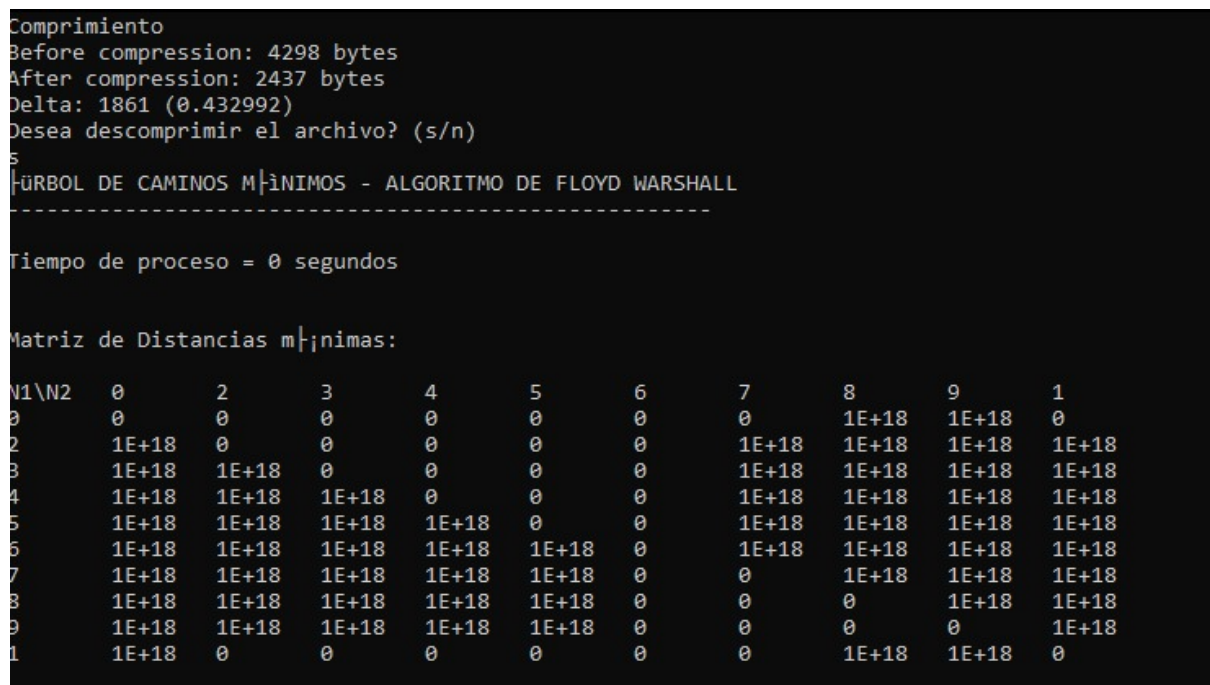 Comprimiento
Before compression: 4298 bytes
After compression: 2437 bytes
Delta: 1861 (0.432992)
Desea descomprimir el archivo? (s/n)
s
├üRBOL DE CAMINOS M├ìNIMOS - ALGORITMO DE FLOYD WARSHALL
------------------------------------------------------
Tiempo de proceso = 0 segundos
Matriz de Distancias m├¡nimas:
N1\N2 0 2 3 4 5 6 7 8 9 1
0 0 0 0 0 0 0 0 1E+18 1E+18 0
2 1E+18 0 0 0 0 0 1E+18 1E+18 1E+18 1E+18
3 1E+18 1E+18 0 0 0 0 1E+18 1E+18 1E+18 1E+18
4 1E+18 1E+18 1E+18 0 0 0 1E+18 1E+18 1E+18 1E+18
5 1E+18 1E+18 1E+18 1E+18 0 0 1E+18 1E+18 1E+18 1E+18
6 1E+18 1E+18 1E+18 1E+18 1E+18 0 1E+18 1E+18 1E+18 1E+18
7 1E+18 1E+18 1E+18 1E+18 1E+18 0 0 1E+18 1E+18 1E+18
8 1E+18 1E+18 1E+18 1E+18 1E+18 0 0 0 1E+18 1E+18
9 1E+18 1E+18 1E+18 1E+18 1E+18 0 0 0 0 1E+18
1 1E+18 0 0 0 0 0 0 1E+18 1E+18 0